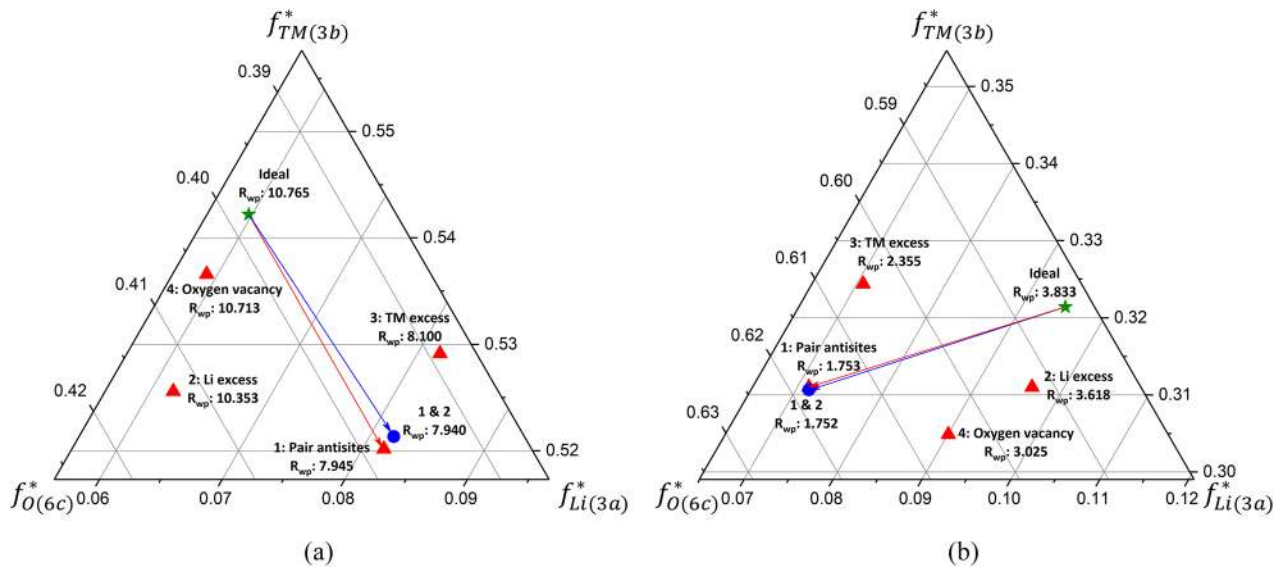 f*TM(3b)
0.39
0.55
Ideal
Rwp: 10.765
0.40
0.54
4: Oxygen vacancy
Rwp: 10.713
0.41
3: TM excess
Rwp: 8.100
0.53
2: Li excess
Rwp: 10.353
0.42
1 & 2
Rwp: 7.940
1: Pair antisites
Rwp: 7.945
0.52
f*O(6c)
0.06
0.07
0.08
0.09
f*Li(3a)
(a)
f*TM(3b)
0.35
0.59
0.34
0.60
3: TM excess
Rwp: 2.355
0.33
0.61
Ideal
Rwp: 3.833
0.32
0.62
1: Pair antisites
Rwp: 1.753
2: Li excess
Rwp: 3.618
0.31
1 & 2
Rwp: 1.752
0.63
4: Oxygen vacancy
Rwp: 3.025
0.30
f*O(6c)
0.07
0.08
0.09
0.10
0.11
0.12
f*Li(3a)
(b)